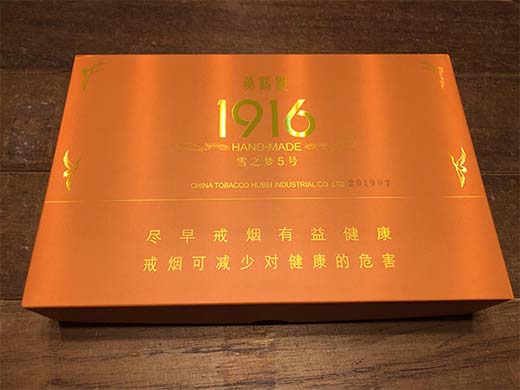 黄鹤楼
1916
HAND-MADE
雪之梦5号
CHINA TOBACCO HUBEI INDUSTRIAL CO. LTD 201907
尽早戒烟有益健康
戒烟可减少对健康的危害